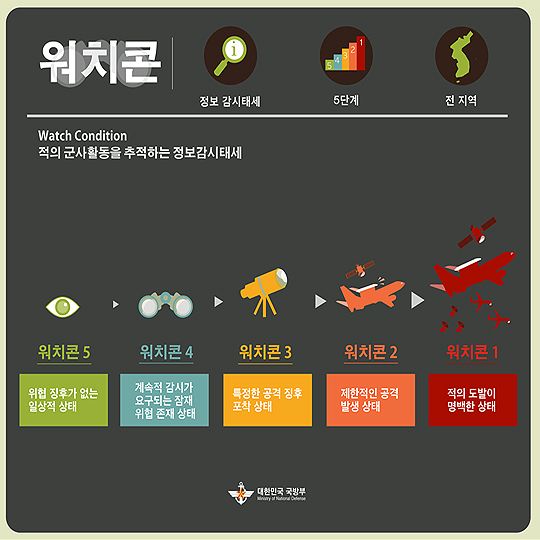 워치콘
정보 감시태세
5 4 3 2 1
5단계
전 지역
Watch Condition
적의 군사활동을 추적하는 정보감시태세
워치콘 5
위협 징후가 없는
일상적 상태
워치콘 4
계속적 감시가
요구되는 잠재
위협 존재 상태
워치콘 3
특정한 공격 징후
포착 상태
워치콘 2
제한적인 공격
발생 상태
워치콘 1
적의 도발이
명백한 상태
대한민국 국방부
Ministry of National Defense